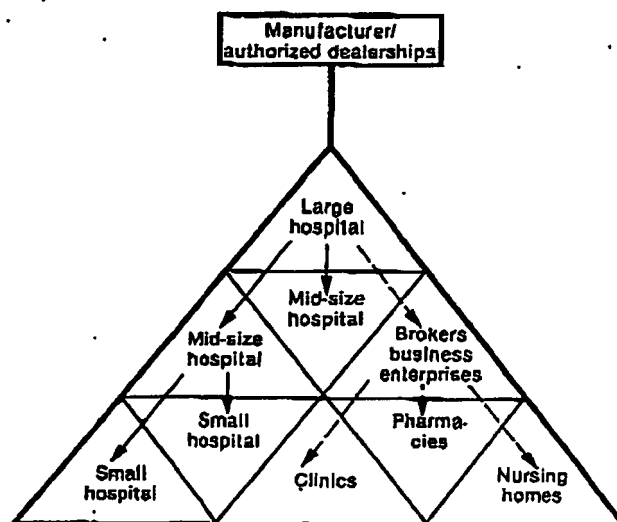 Manufacturer/
authorized dealerships
Large
hospital
Mid-size
hospital
Mid-size
hospital
Brokers
business
enterprises
Small
hospital
Pharma-
cies
Small
hospital
Clinics
Nursing
homes